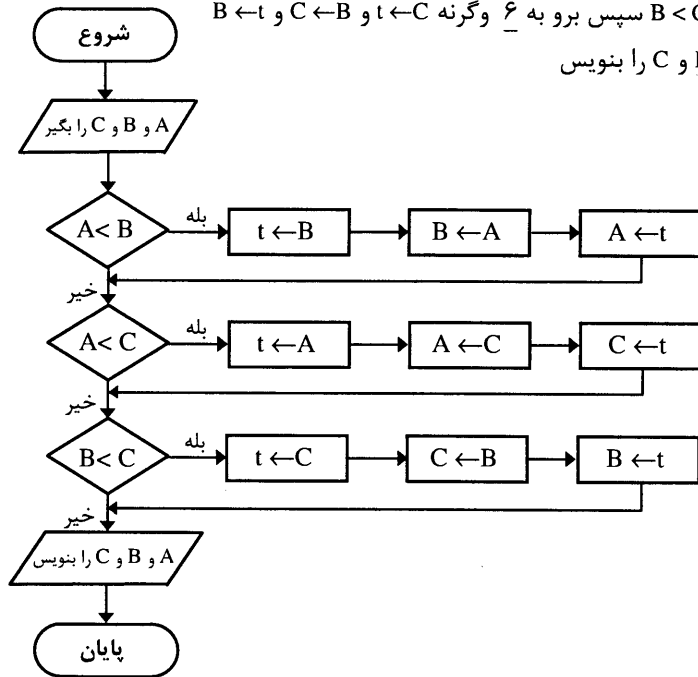 B < C سپس برو به ۶ وگرنه t ←C و C ←B و B ←t
و C را بنویس
شروع
A و B و C را بگیر
A< B
بله
t ←B
B ←A
A ←t
خیر
A< C
بله
t ←A
A ←C
C ←t
خیر
B< C
بله
t ←C
C ←B
B ←t
خیر
A و B و C را بنویس
پایان